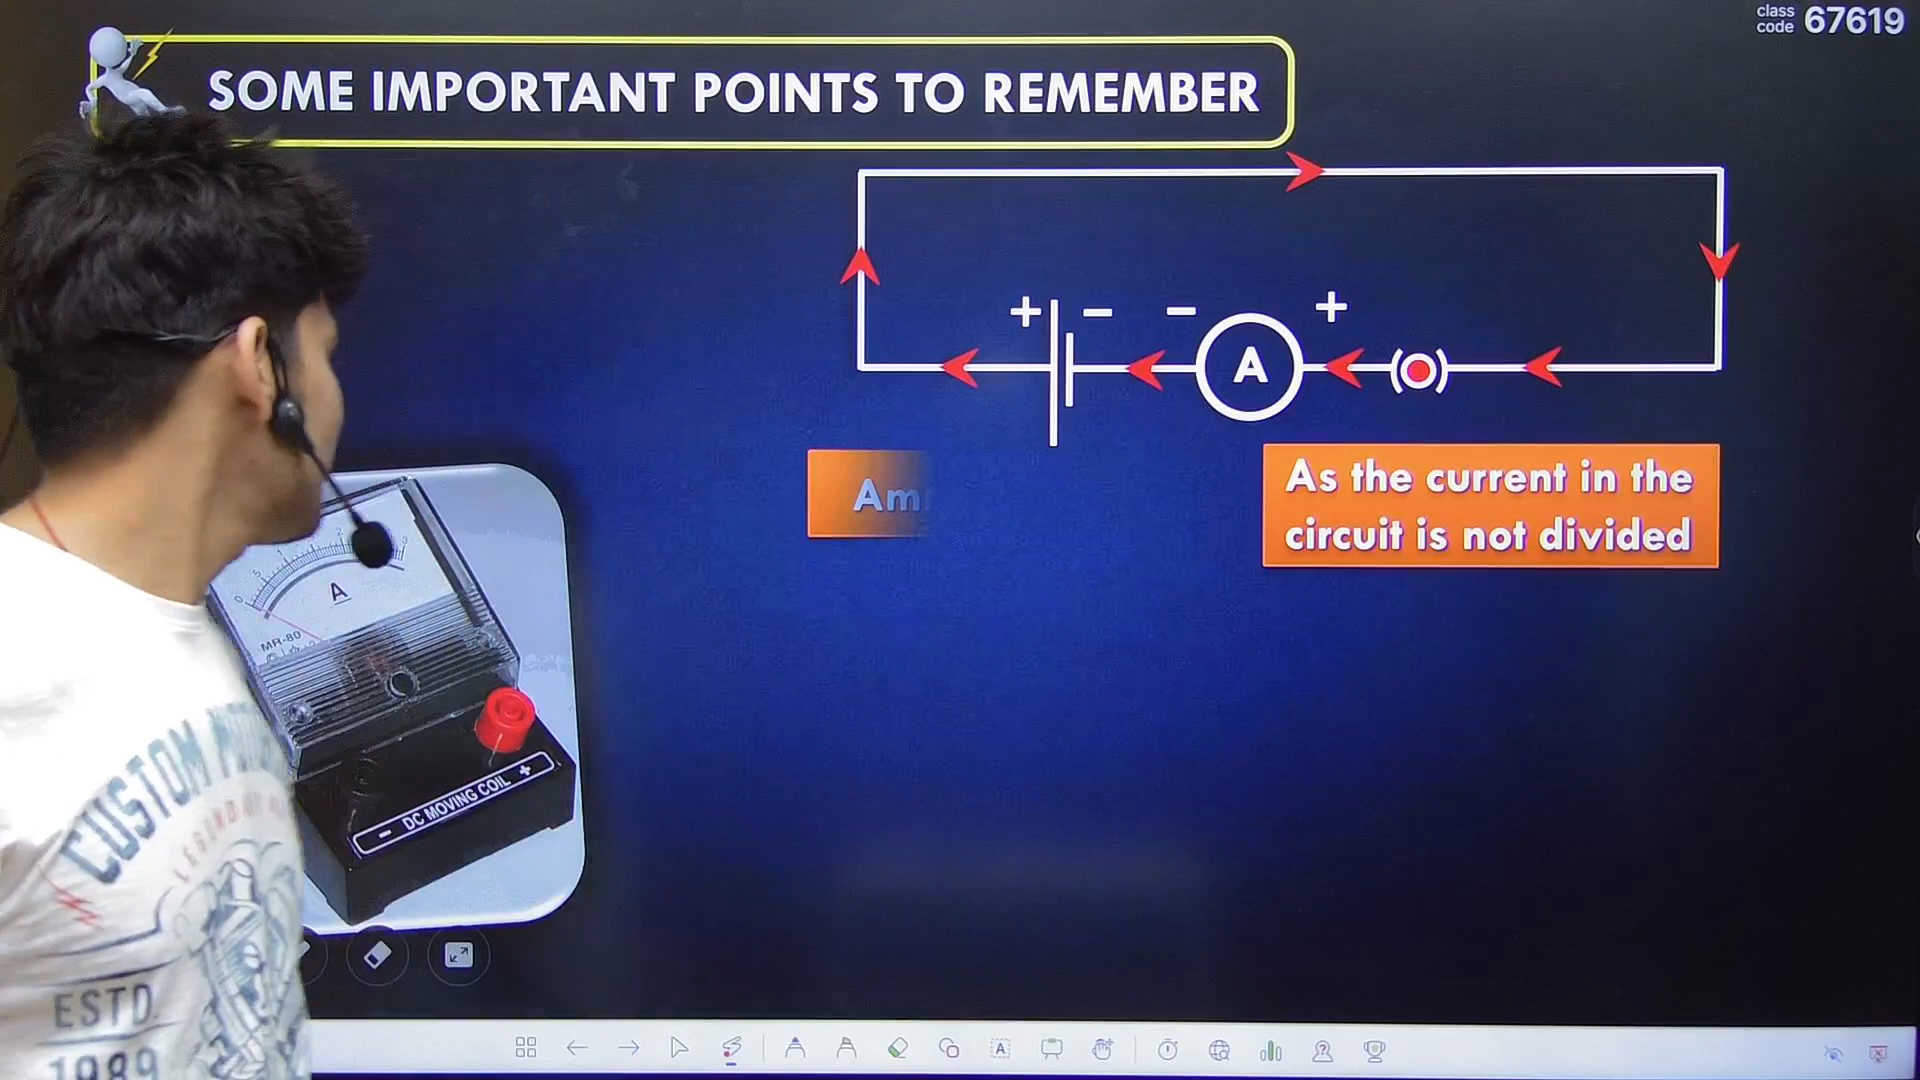 class
code 67619
SOME IMPORTANT POINTS TO REMEMBER
+ − − +
A
As the current in the
circuit is not divided
A
MR-80
− DC MOVING COIL +
CUSTOM
ESTD.
1989
A